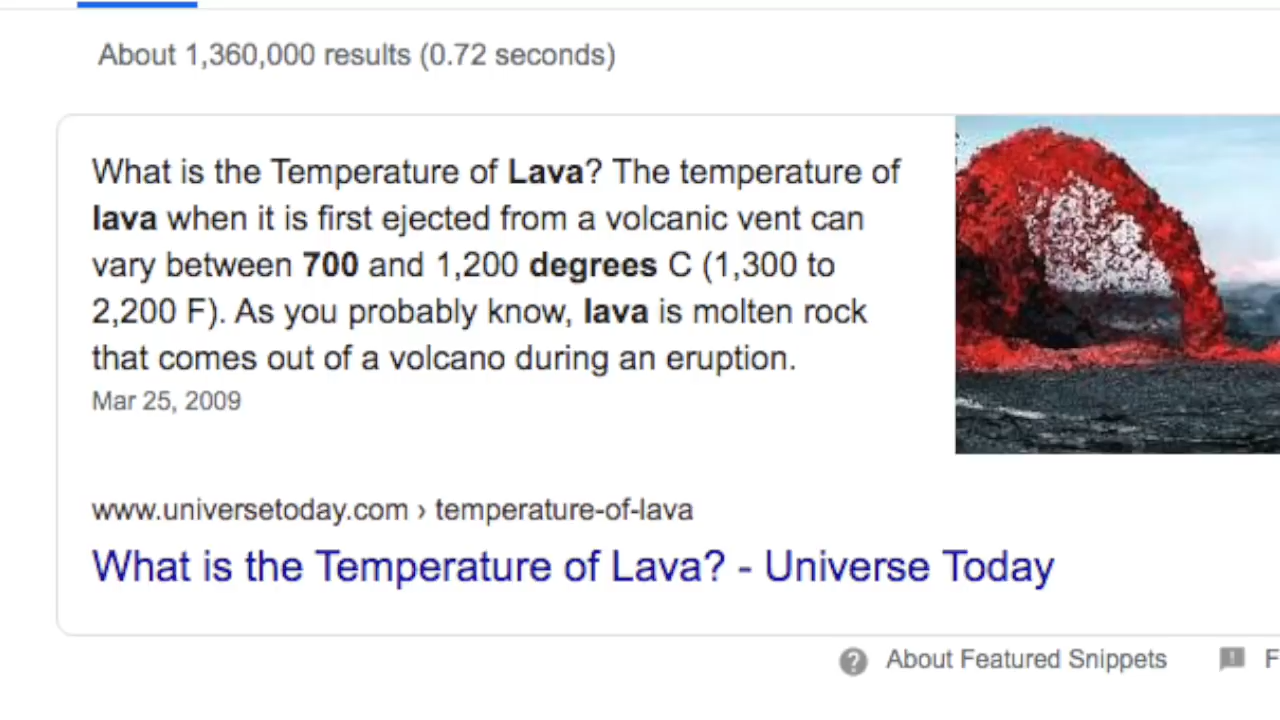 About 1,360,000 results (0.72 seconds)
What is the Temperature of Lava? The temperature of
lava when it is first ejected from a volcanic vent can
vary between 700 and 1,200 degrees C (1,300 to
2,200 F). As you probably know, lava is molten rock
that comes out of a volcano during an eruption.
Mar 25, 2009
www.universetoday.com › temperature-of-lava
What is the Temperature of Lava? - Universe Today
About Featured Snippets
F